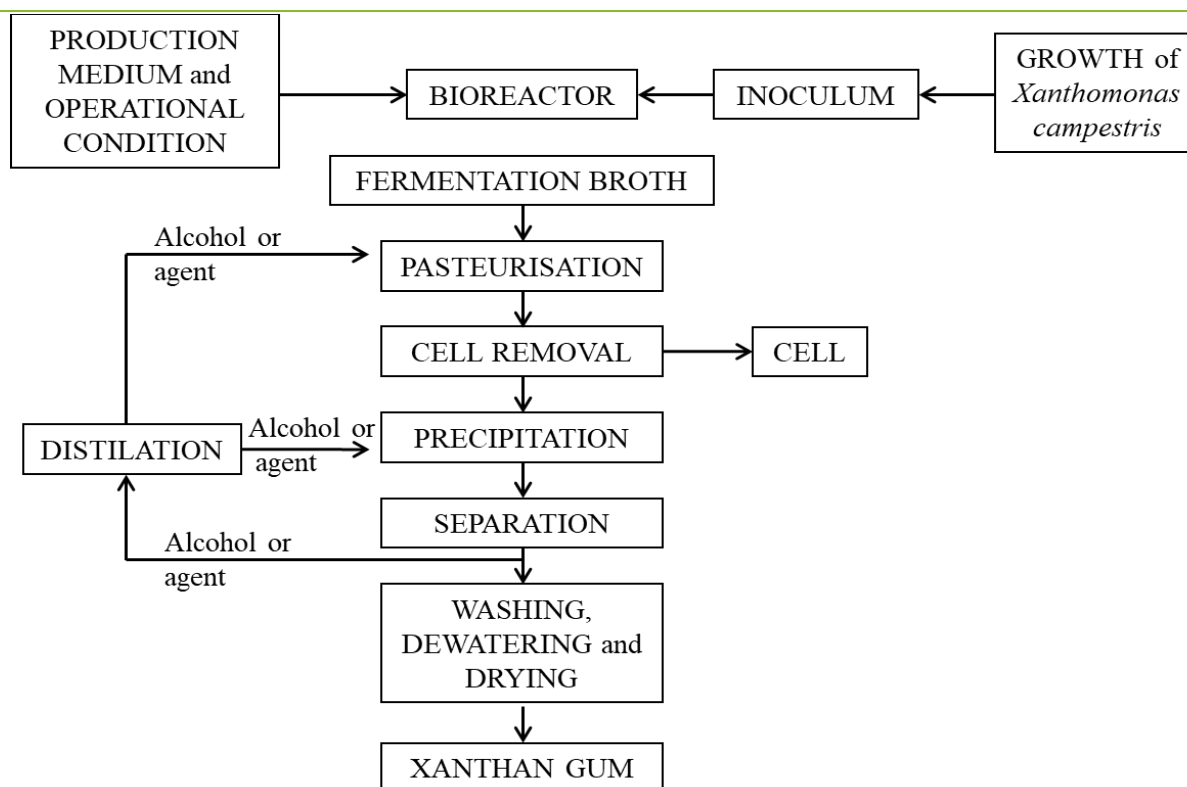 PRODUCTION
MEDIUM and
OPERATIONAL
CONDITION
BIOREACTOR
INOCULUM
GROWTH of
Xanthomonas
campestris
FERMENTATION BROTH
Alcohol or
agent
PASTEURISATION
CELL REMOVAL
CELL
DISTILATION
Alcohol or
agent
PRECIPITATION
SEPARATION
Alcohol or
agent
WASHING,
DEWATERING and
DRYING
XANTHAN GUM